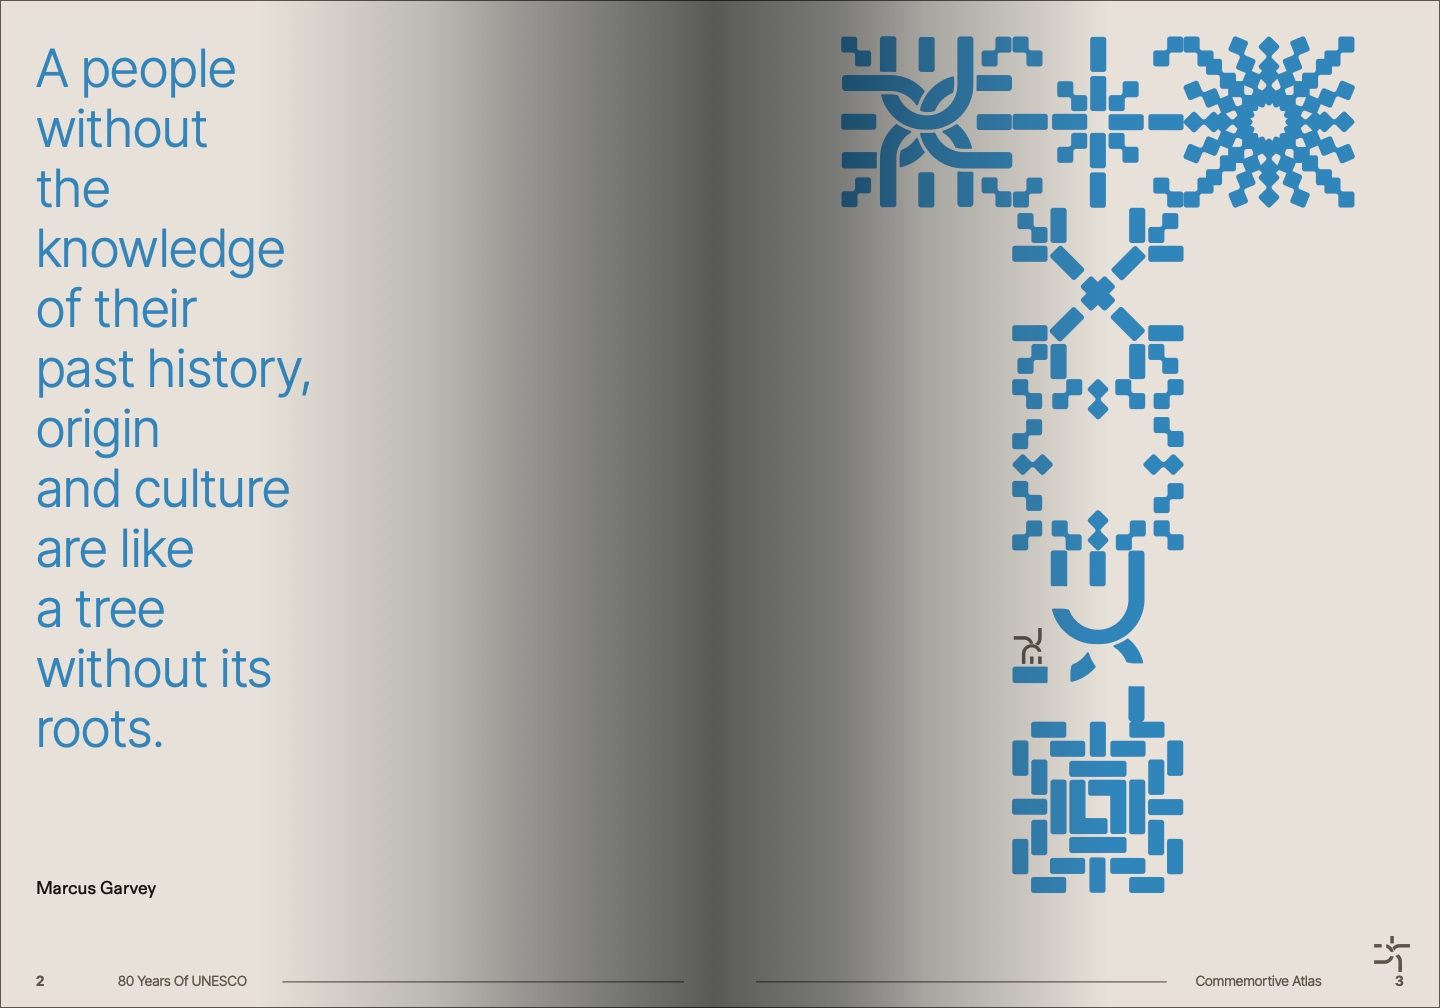 A people
without
the
knowledge
of their
past history,
origin
and culture
are like
a tree
without its
roots.
Marcus Garvey
2
80 Years Of UNESCO
Commemortive Atlas
3